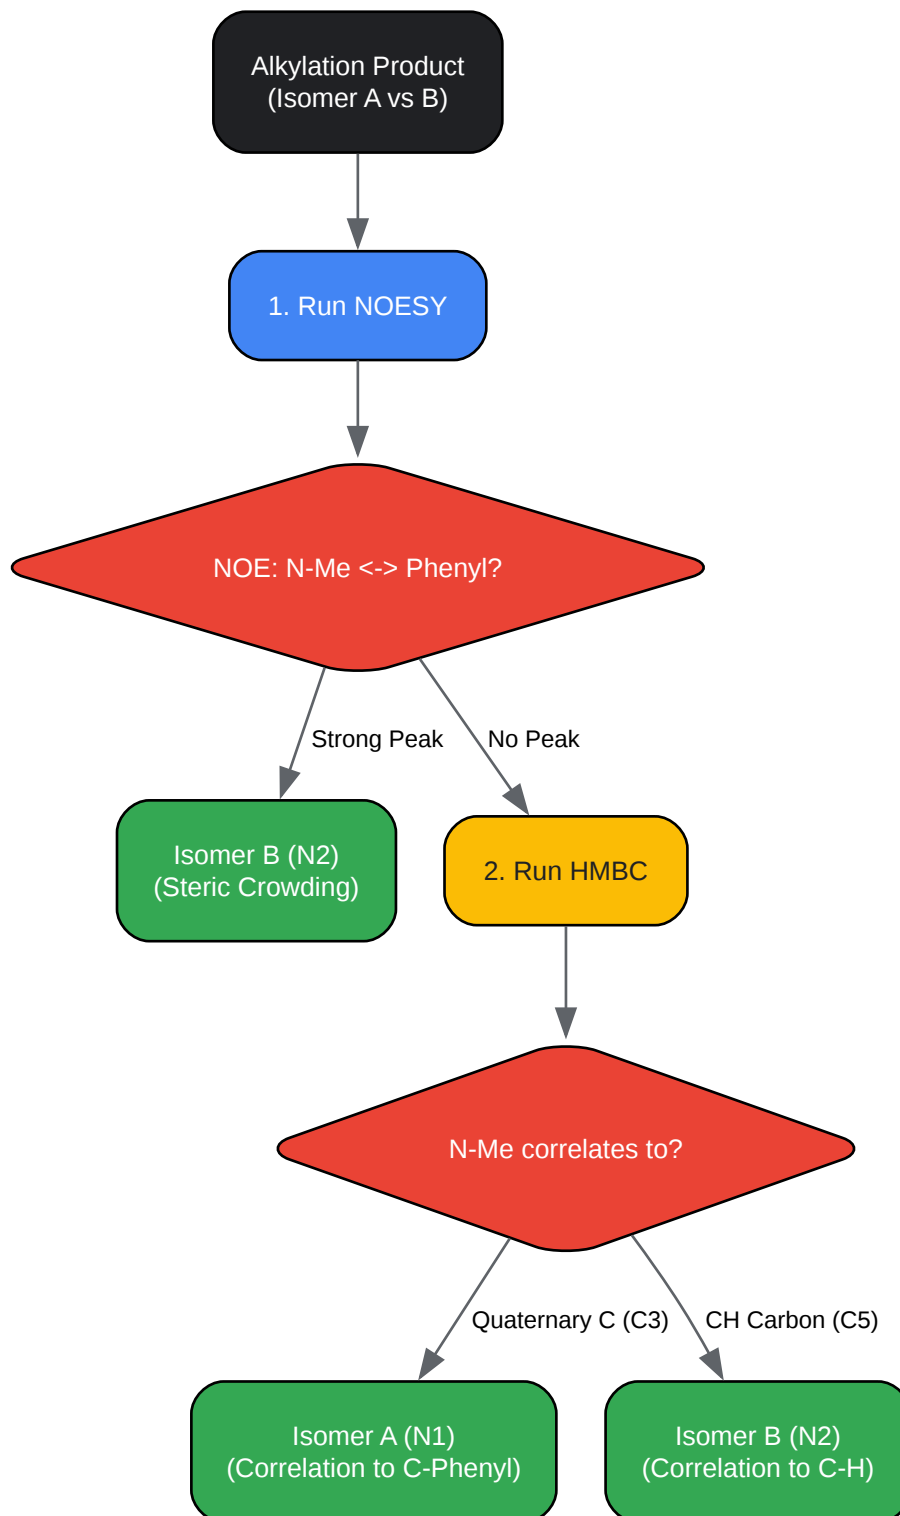 Alkylation Product
(Isomer A vs B)
1. Run NOESY
NOE: N-Me <-> Phenyl?
Strong Peak
No Peak
Isomer B (N2)
(Steric Crowding)
2. Run HMBC
N-Me correlates to?
Quaternary C (C3)
CH Carbon (C5)
Isomer A (N1)
(Correlation to C-Phenyl)
Isomer B (N2)
(Correlation to C-H)